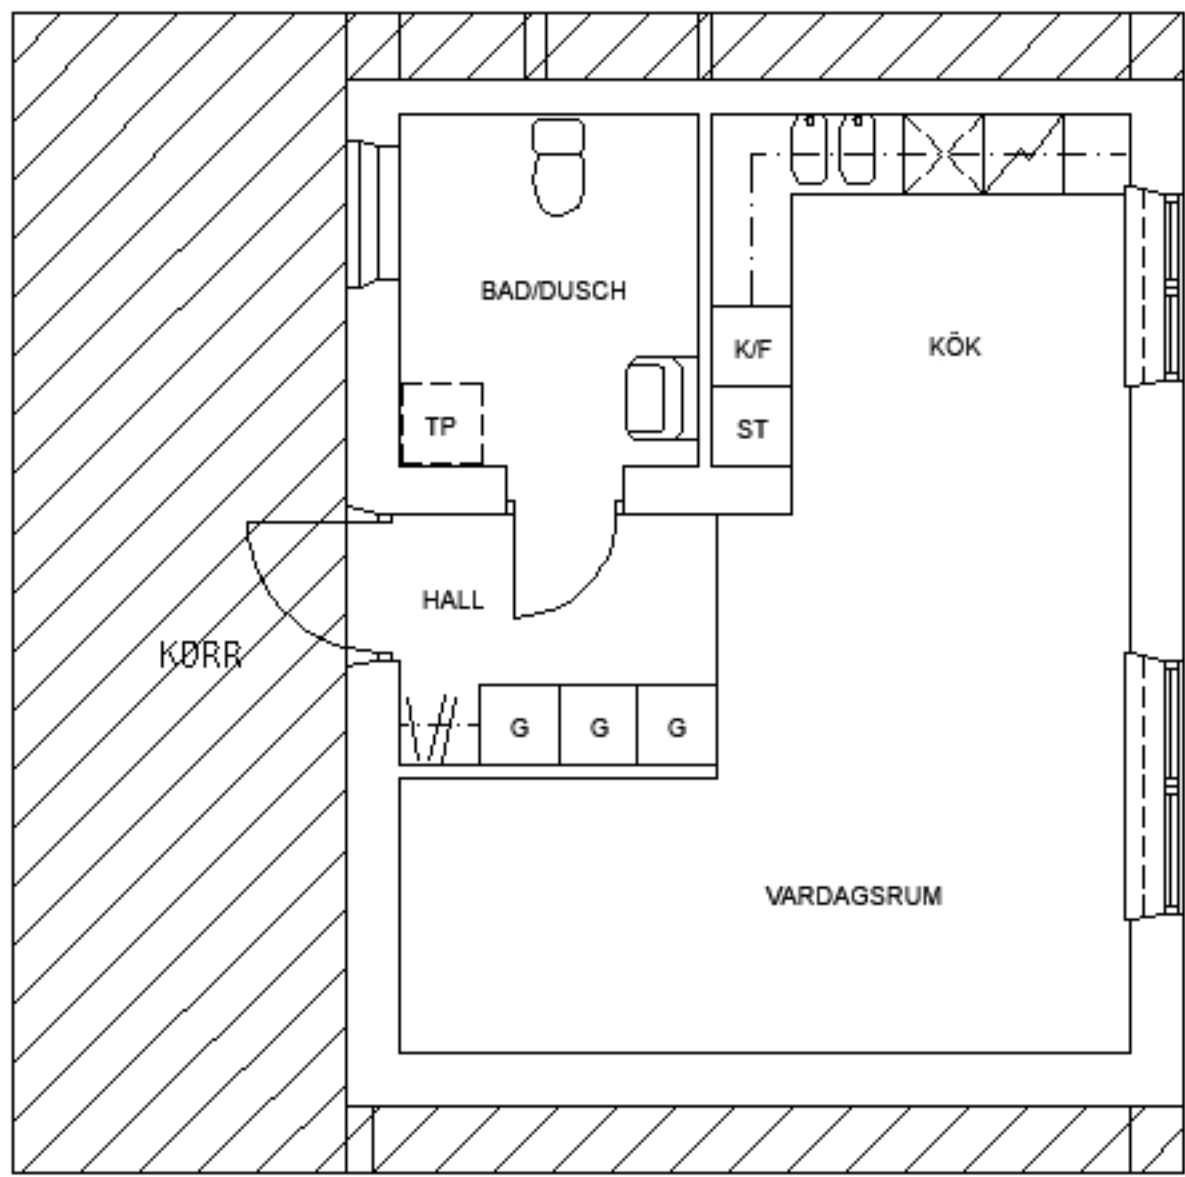 BAD/DUSCH
K/F
KÖK
TP
ST
HALL
KORR
G G G
VARDAGSRUM